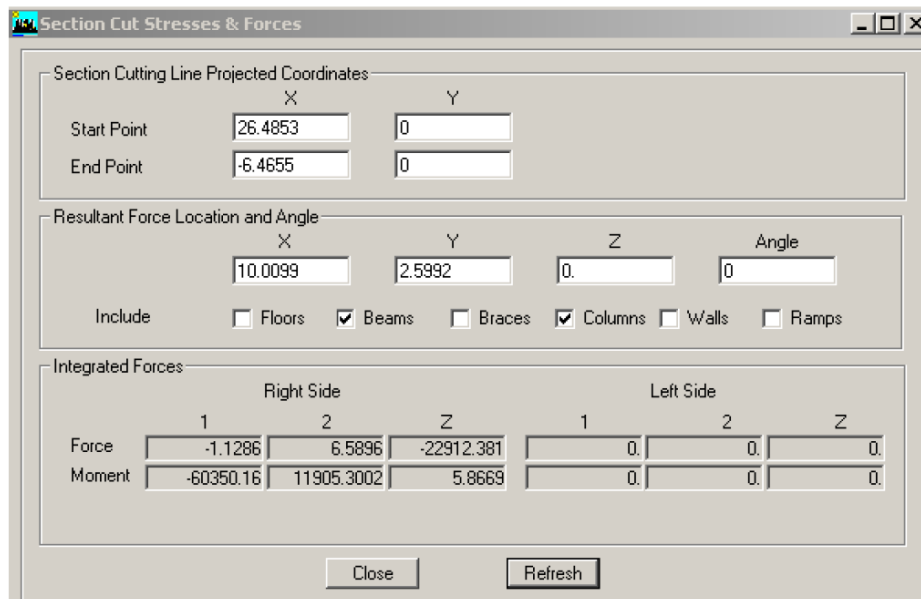 Section Cut Stresses & Forces
Section Cutting Line Projected Coordinates
X Y
Start Point 26.4853 0
End Point -6.4655 0
Resultant Force Location and Angle
X Y Z Angle
10.0099 2.5992 0. 0
Include Floors Beams Braces Columns Walls Ramps
Integrated Forces
Right Side Left Side
1 2 Z 1 2 Z
Force -1.1286 6.5896 -22912.381 0. 0. 0.
Moment -60350.16 11905.3002 5.8669 0. 0. 0.
Close Refresh